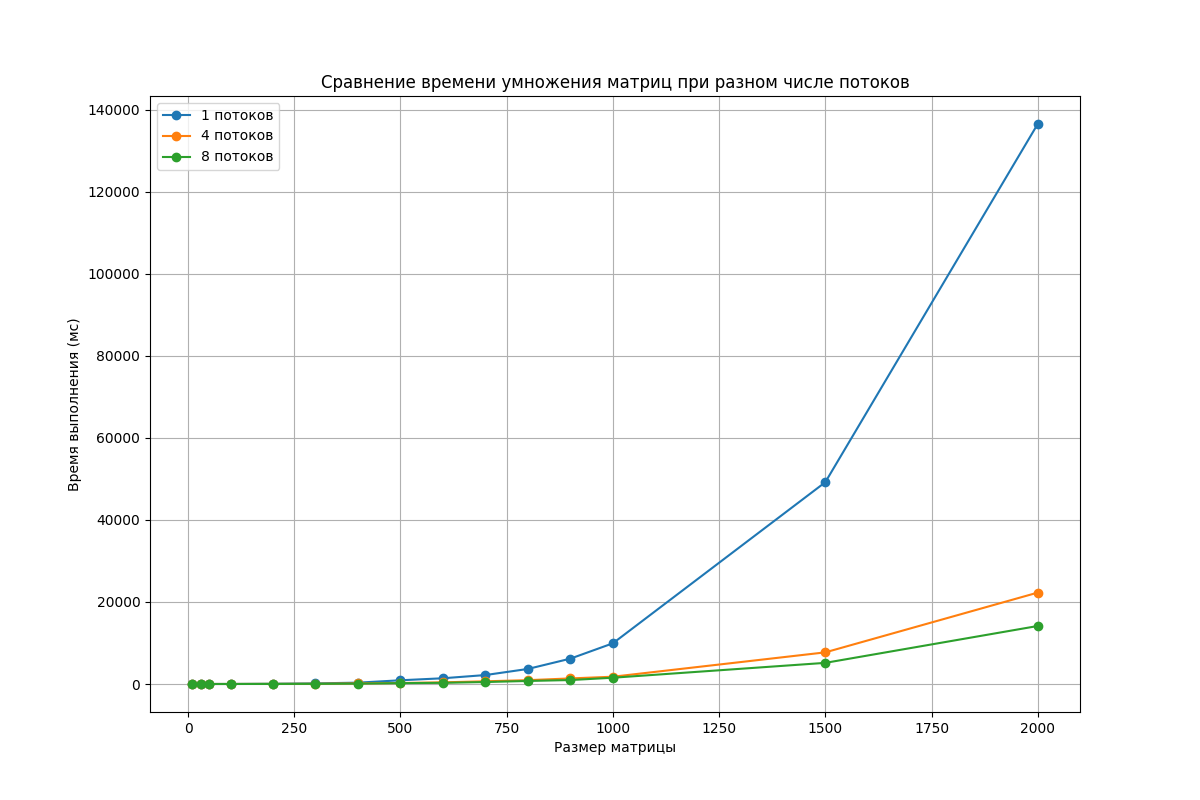 Сравнение времени умножения матриц при разном числе потоков
1 потоков
4 потоков
8 потоков
Время выполнения (мс)
140000
120000
100000
80000
60000
40000
20000
0
0 250 500 750 1000 1250 1500 1750 2000
Размер матрицы